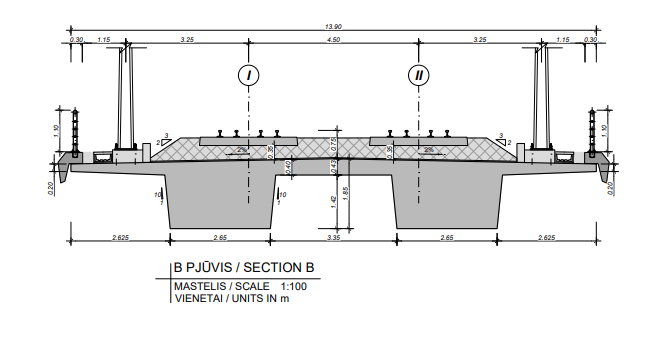 13.90
0.30 1.15 3.25 4.50 3.25 1.15 0.30
I II
1.10 2 3 0.75 3 2 1.10
2% 0.35 0.35 2%
0.40 0.43
0.20 10 1 10 1 1.42 1.85 0.20
2.625 2.65 3.35 2.65 2.625
B PJŪVIS / SECTION B
MASTELIS / SCALE 1:100
VIENETAI / UNITS IN m